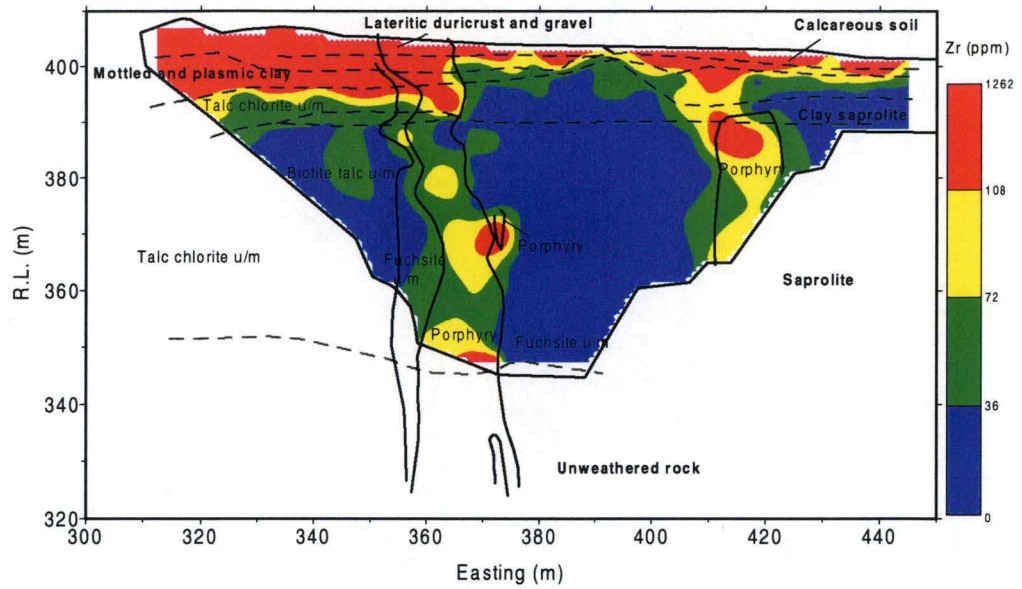 Lateritic duricrust and gravel
Calcareous soil
Zr (ppm)
1262
108
72
36
0
400
380
360
340
320
R.L. (m)
Mottled and plasmic clay
Talc chlorite u/m
Clay saprolite
Biotite talc u/m
Porphyry
Talc chlorite u/m
Porphyry
Fuchsite
u/m
Saprolite
Porphyry
Fuchsite u/m
Unweathered rock
300
320
340
360
380
400
420
440
Easting (m)